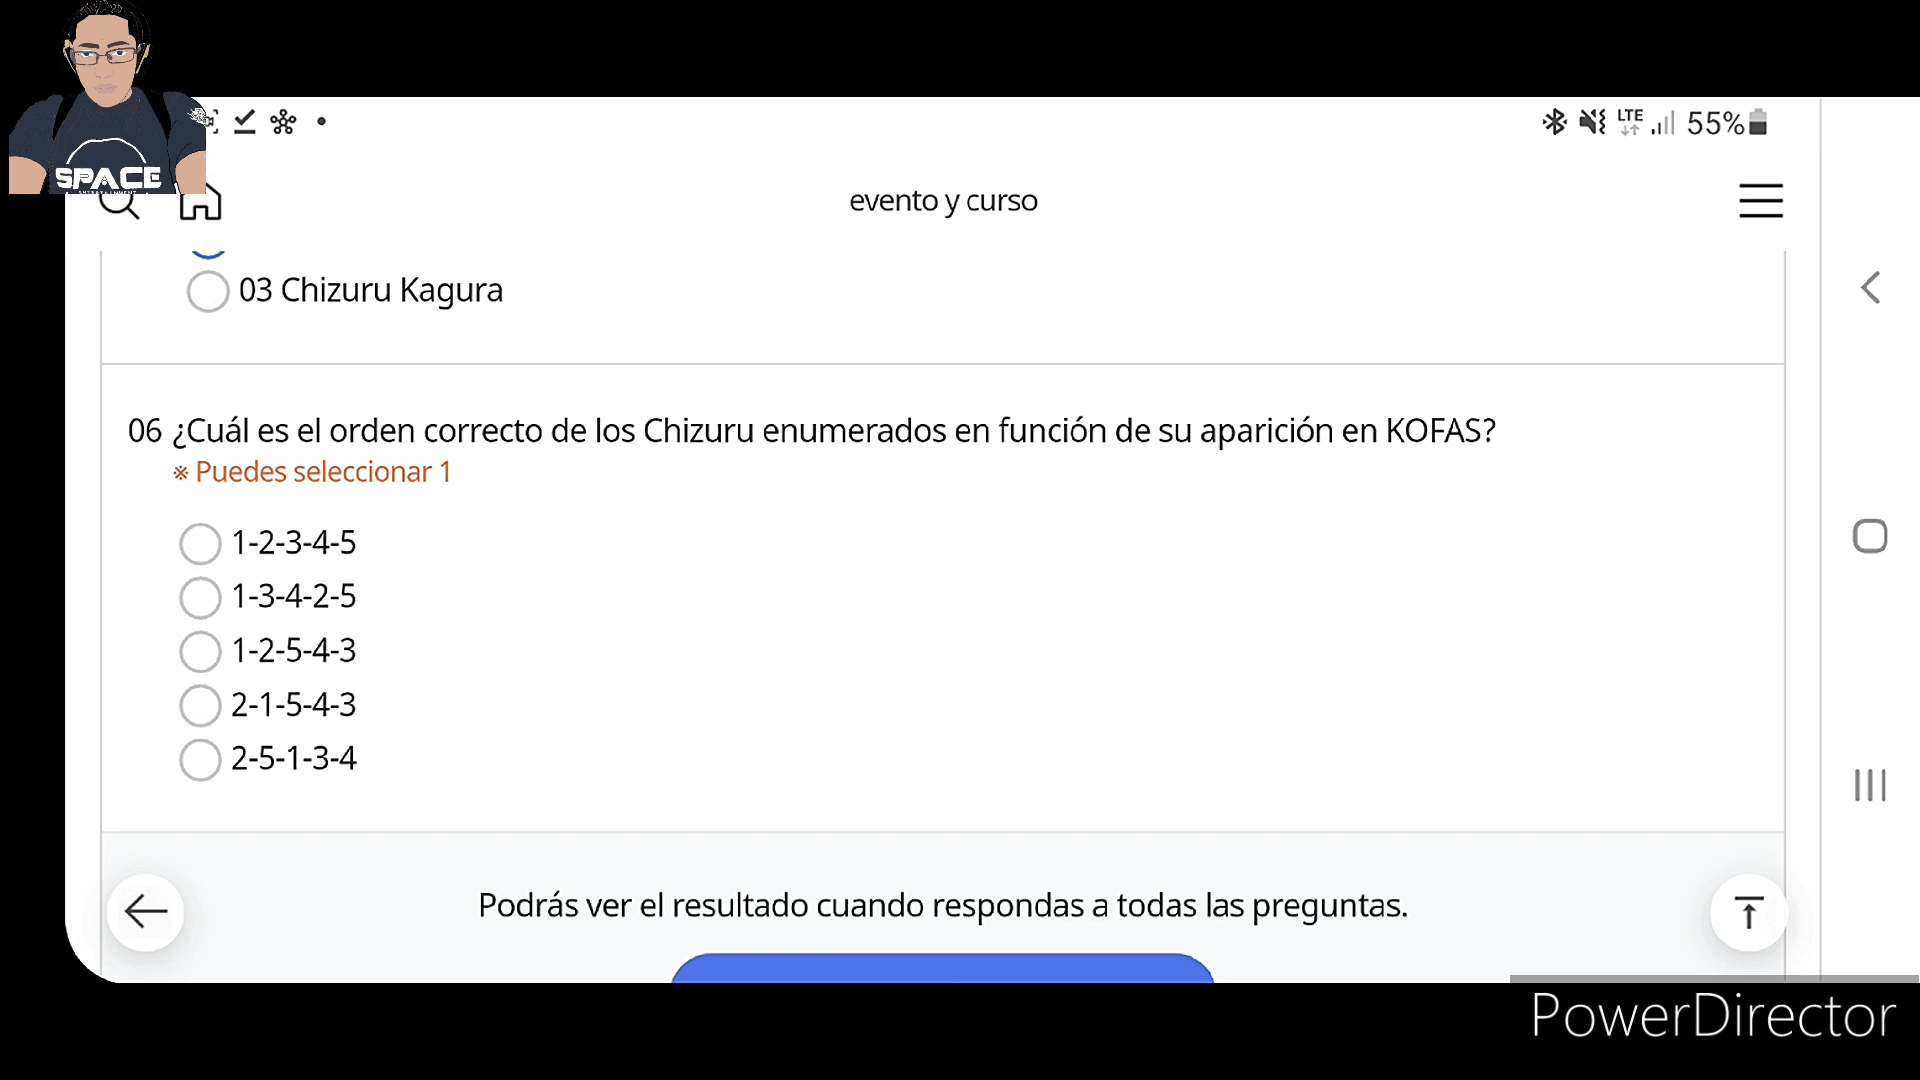 LTE 55%
SPACE
evento y curso
03 Chizuru Kagura
06 ¿Cuál es el orden correcto de los Chizuru enumerados en función de su aparición en KOFAS?
※ Puedes seleccionar 1
1-2-3-4-5
1-3-4-2-5
1-2-5-4-3
2-1-5-4-3
2-5-1-3-4
Podrás ver el resultado cuando respondas a todas las preguntas.
PowerDirector